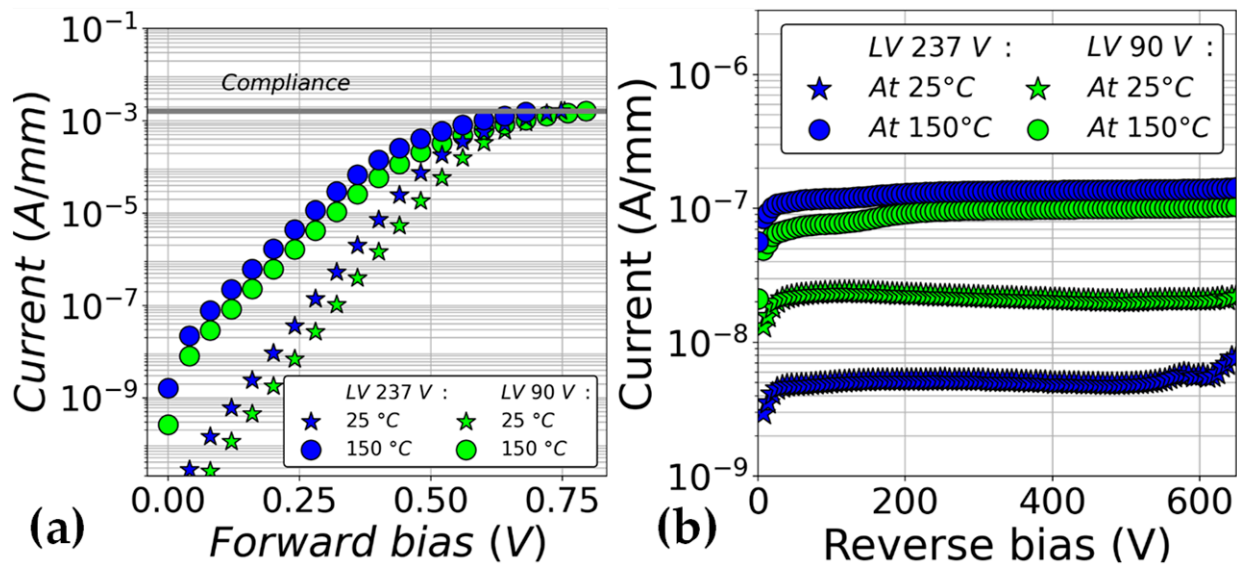 10⁻¹
10⁻³
10⁻⁵
10⁻⁷
10⁻⁹
Current (A/mm)
Compliance
LV 237 V : LV 90 V :
25 °C 25 °C
150 °C 150 °C
0.00 0.25 0.50 0.75
Forward bias (V)
(a)
10⁻⁶
10⁻⁷
10⁻⁸
10⁻⁹
Current (A/mm)
LV 237 V : LV 90 V :
At 25°C At 25°C
At 150°C At 150°C
0 200 400 600
Reverse bias (V)
(b)